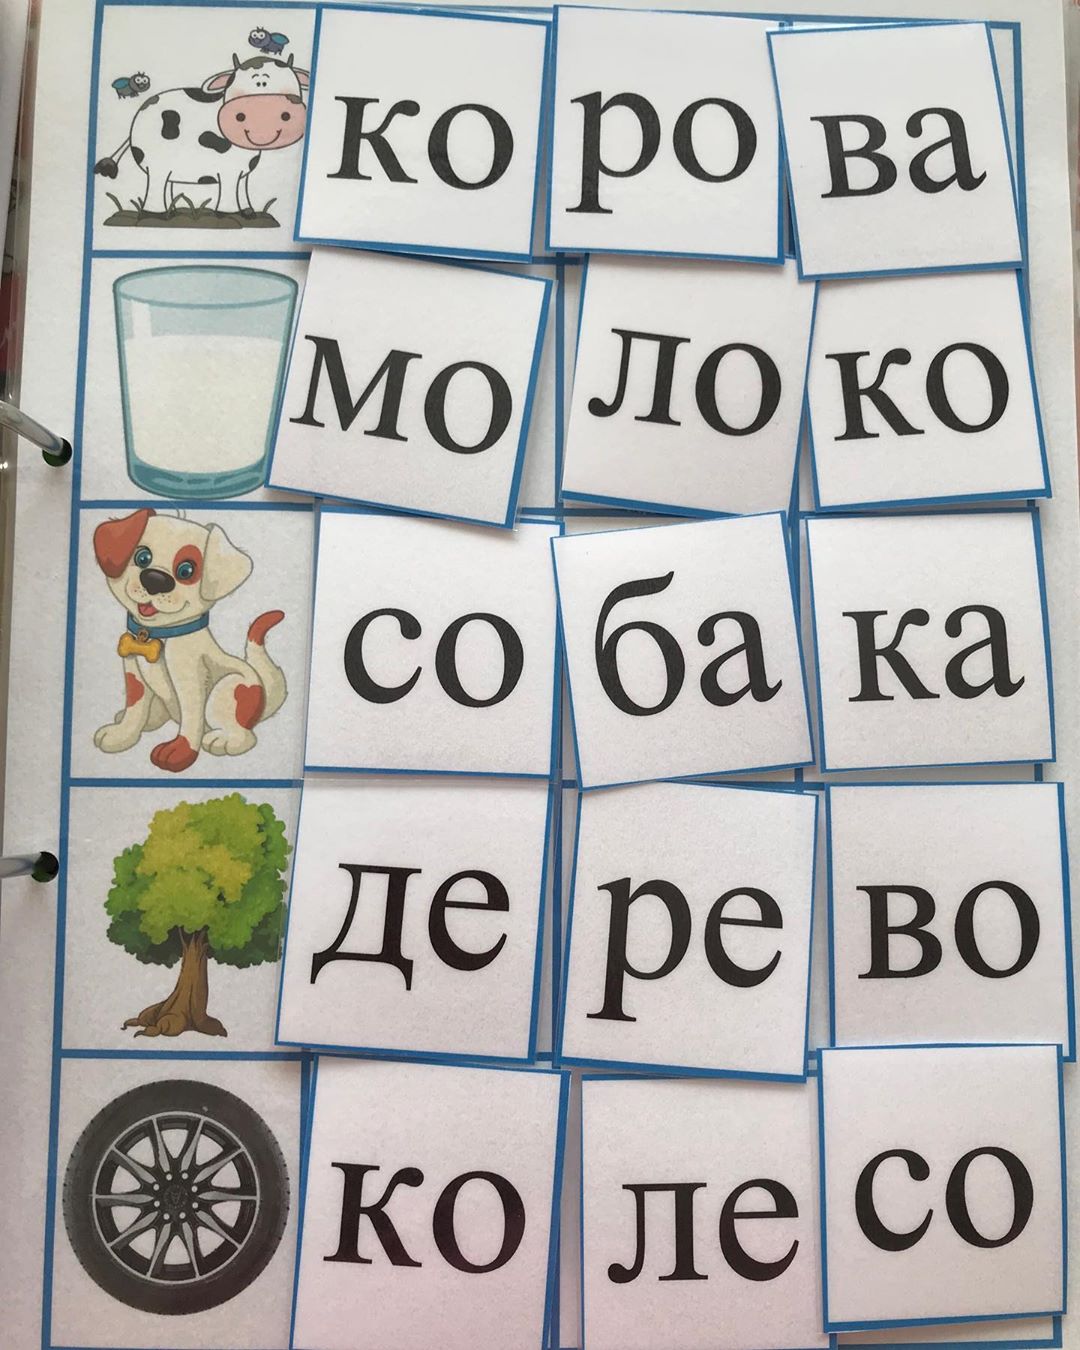 ко ро ва
мо ло ко
со ба ка
де ре во
ко ле со